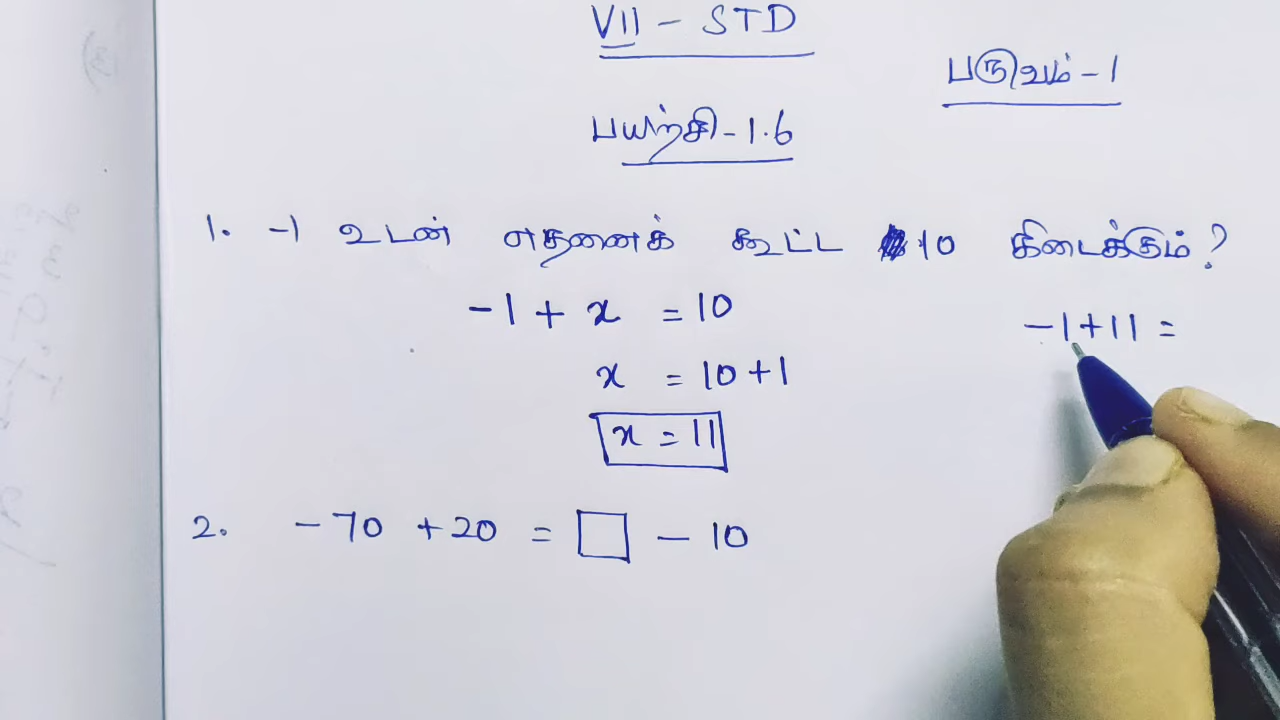 VII - STD
பருவம் - 1
பயிற்சி - 1.6
1. -1 உடன் எதனைக் கூட்ட 10 கிடைக்கும்?
-1 + x = 10
-1 + 11 =
x = 10 + 1
x = 11
2. -70 + 20 = □ - 10